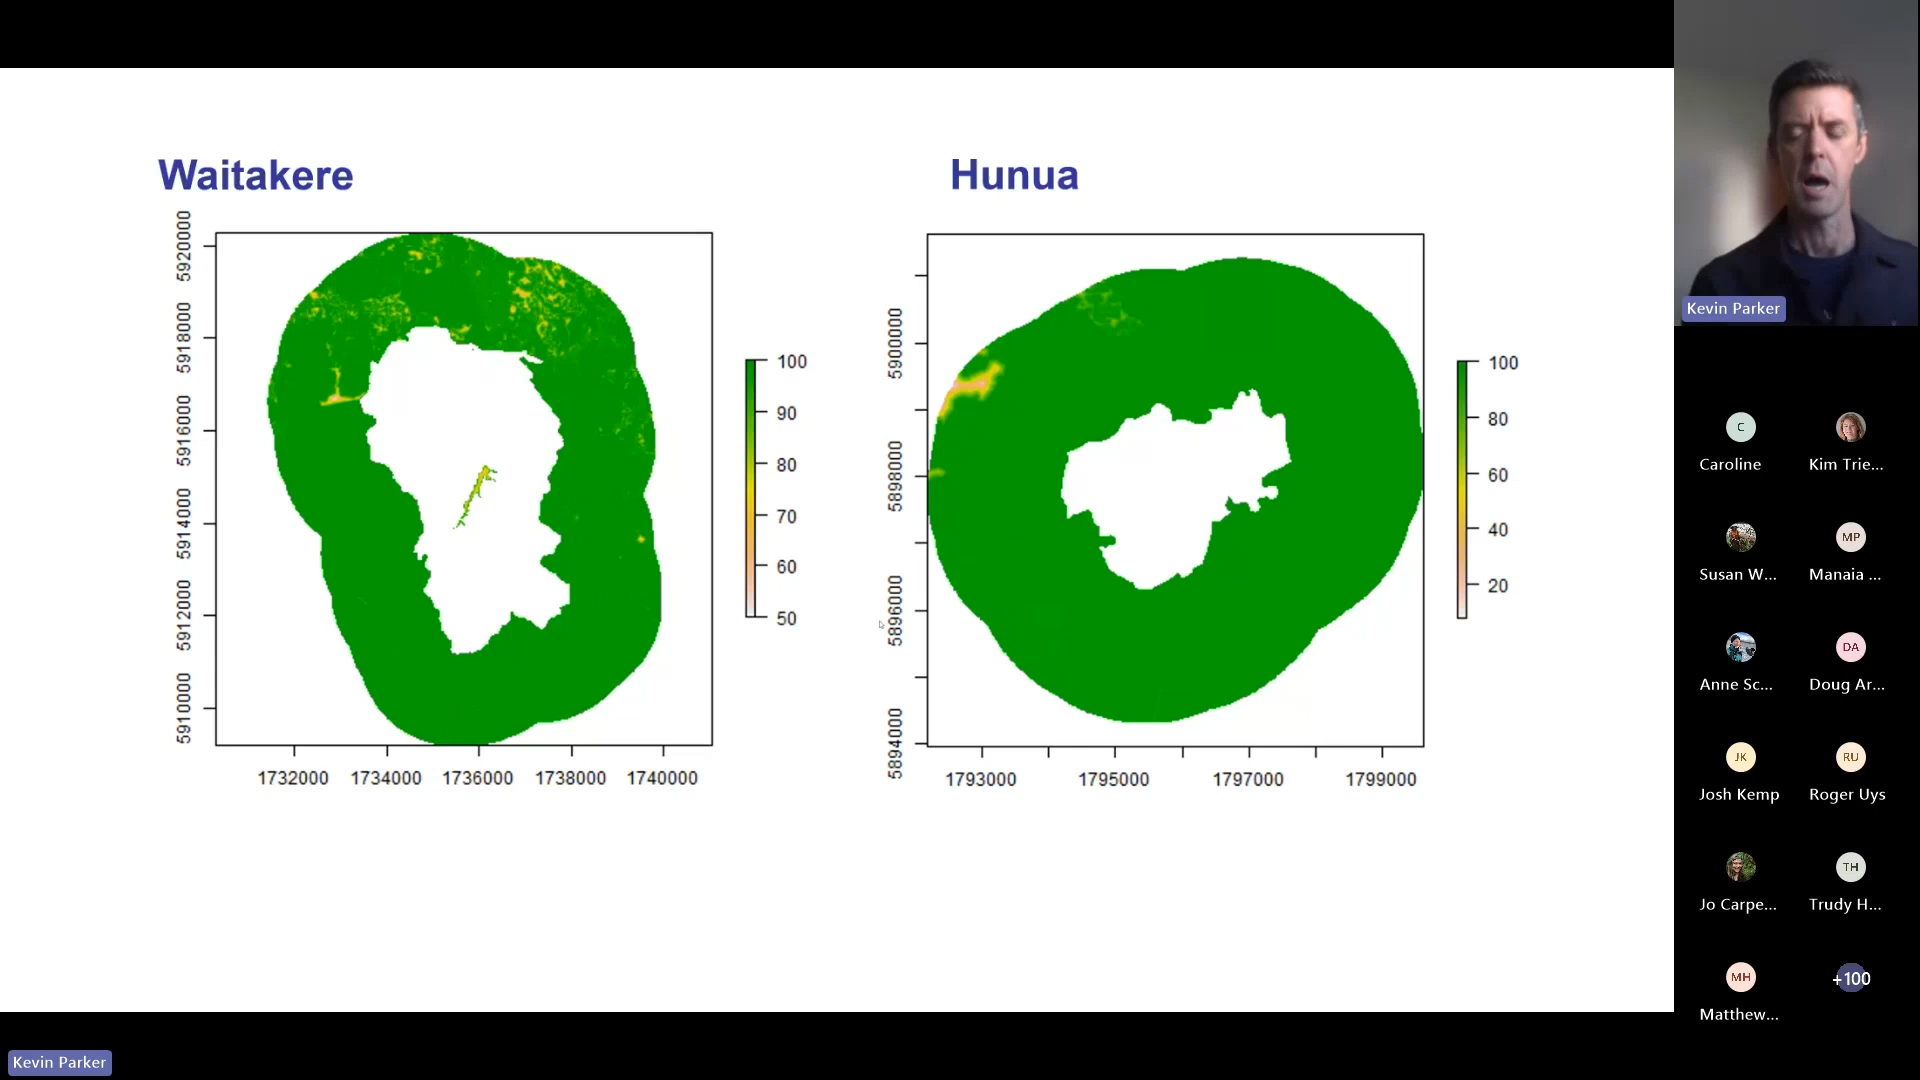 Waitakere
Hunua
5920000
5918000
5916000
5914000
5912000
5910000
1732000
1734000
1736000
1738000
1740000
100
90
80
70
60
50
5900000
5898000
5896000
5894000
1793000
1795000
1797000
1799000
100
80
60
40
20
Kevin Parker
C
Caroline
Kim Trie...
Susan W...
MP
Manaia ...
Anne Sc...
DA
Doug Ar...
JK
Josh Kemp
RU
Roger Uys
Jo Carpe...
TH
Trudy H...
MH
Matthew...
+100
Kevin Parker